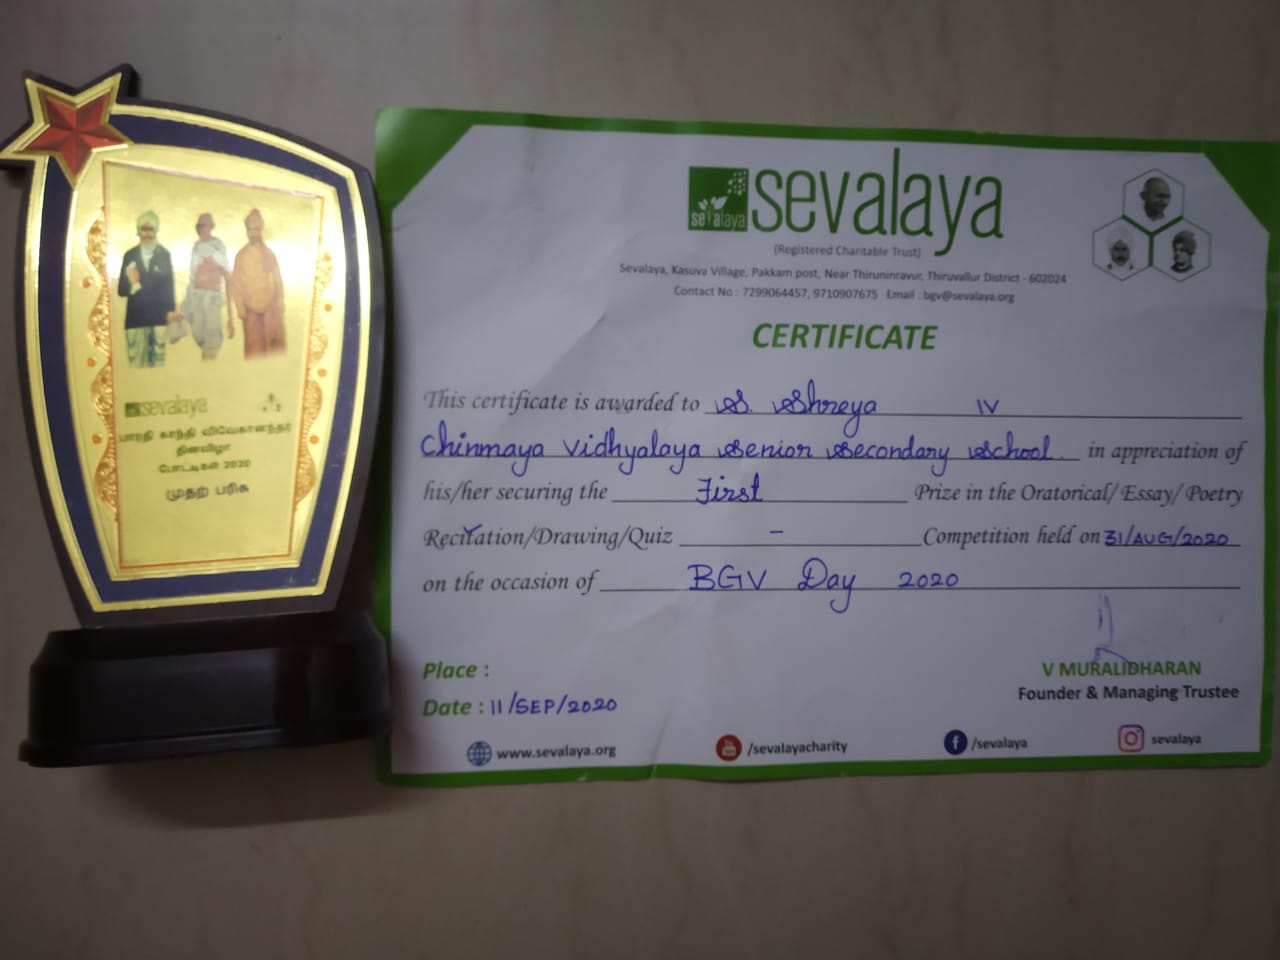 sevalaya
பாரதி காந்தி விவேகானந்தர்
தினவிழா
போட்டிகள் 2020
முதற் பரிசு
sevalaya
sevalaya
(Registered Charitable Trust)
Sevalaya, Kasuva Village, Pakkam post, Near Thiruninravur, Thiruvallur District - 602024
Contact No : 7299064457, 9710907675 Email : bgv@sevalaya.org
CERTIFICATE
This certificate is awarded to S. Shreya IV
Chinmaya Vidhyalaya Senior Secondary School. in appreciation of
his/her securing the First Prize in the Oratorical/ Essay/ Poetry
Recitation/Drawing/Quiz - Competition held on 31/AUG/2020
on the occasion of BGV Day 2020
Place :
Date : 11/SEP/2020
V MURALIDHARAN
Founder & Managing Trustee
www.sevalaya.org /sevalayacharity /sevalaya sevalaya